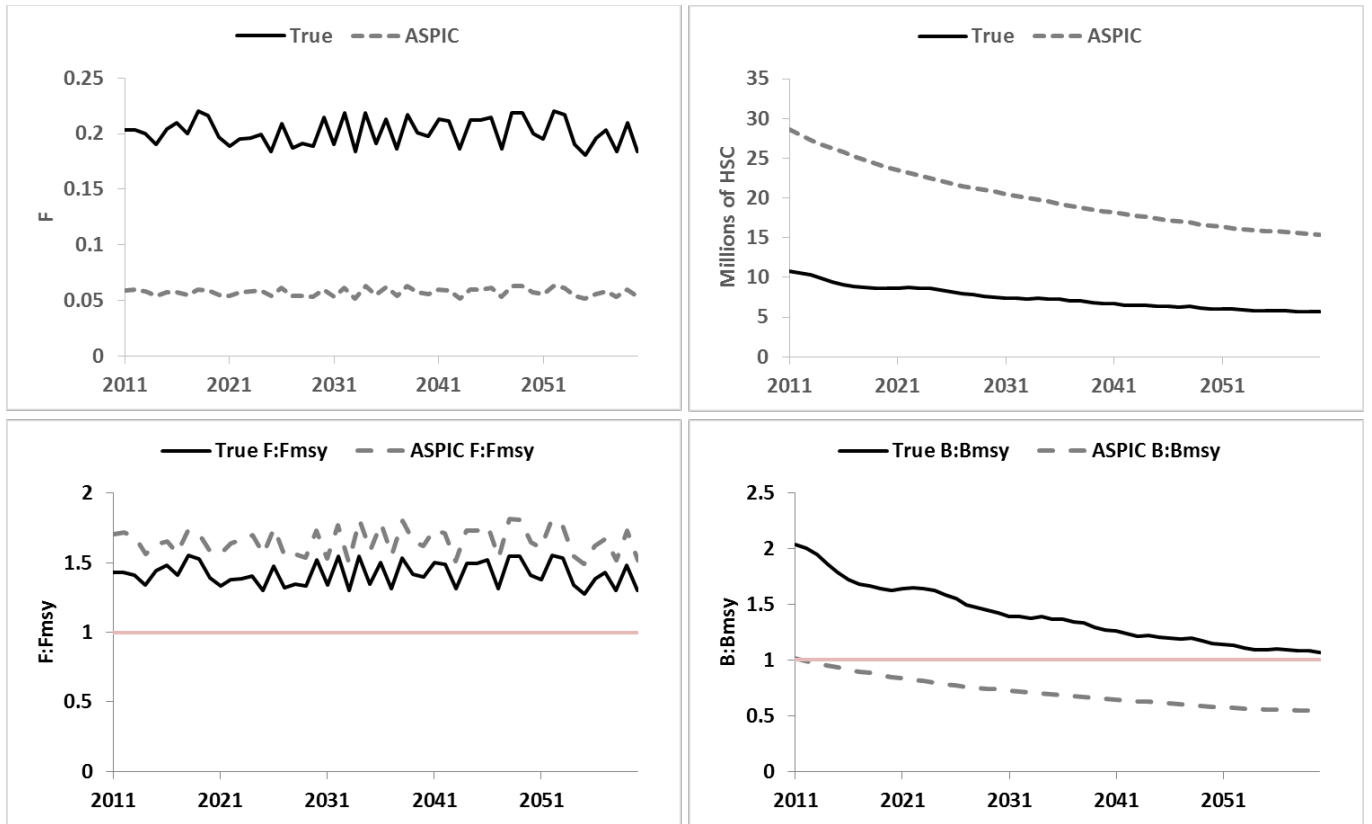 True ASPIC
F
0.25
0.2
0.15
0.1
0.05
0
2011 2021 2031 2041 2051
True ASPIC
Millions of HSC
35
30
25
20
15
10
5
0
2011 2021 2031 2041 2051
True F:Fmsy ASPIC F:Fmsy
F:Fmsy
2
1.5
1
0.5
0
2011 2021 2031 2041 2051
True B:Bmsy ASPIC B:Bmsy
B:Bmsy
2.5
2
1.5
1
0.5
0
2011 2021 2031 2041 2051